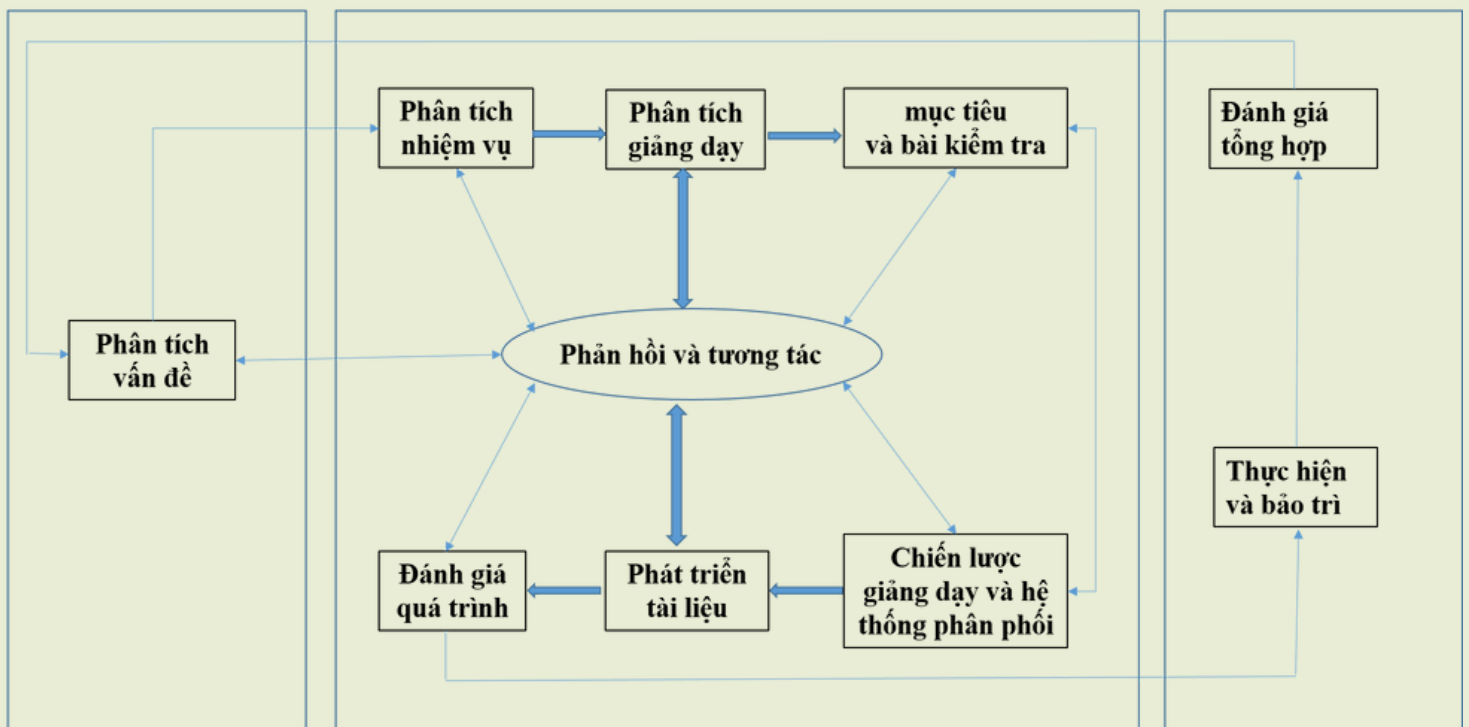 Phân tích
nhiệm vụ
Phân tích
giảng dạy
mục tiêu
và bài kiểm tra
Đánh giá
tổng hợp
Phân tích
vấn đề
Phản hồi và tương tác
Thực hiện
và bảo trì
Đánh giá
quá trình
Phát triển
tài liệu
Chiến lược
giảng dạy và hệ
thống phân phối